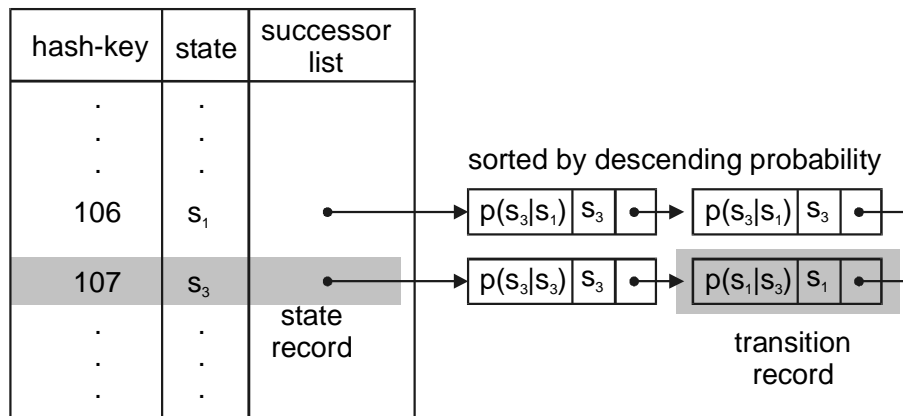 hash-key state successor list
.
.
.
sorted by descending probability
106 s₁ p(s₃|s₁) s₃ p(s₃|s₁) s₃
107 s₃ p(s₃|s₃) s₃ p(s₁|s₃) s₁
state record
transition record
.
.
.